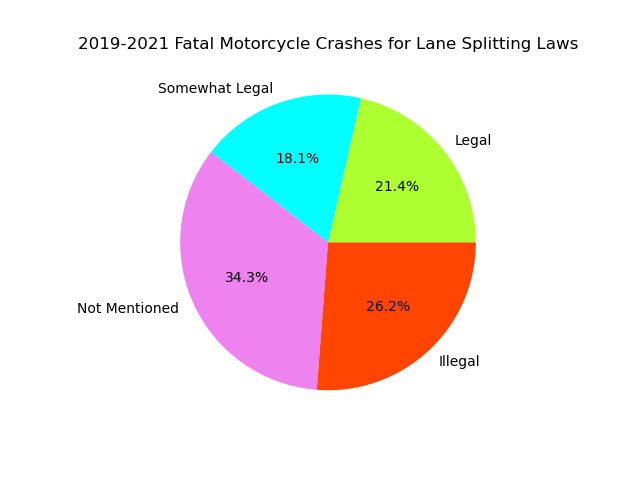 2019-2021 Fatal Motorcycle Crashes for Lane Splitting Laws
Somewhat Legal
Legal
18.1%
21.4%
34.3%
26.2%
Not Mentioned
Illegal